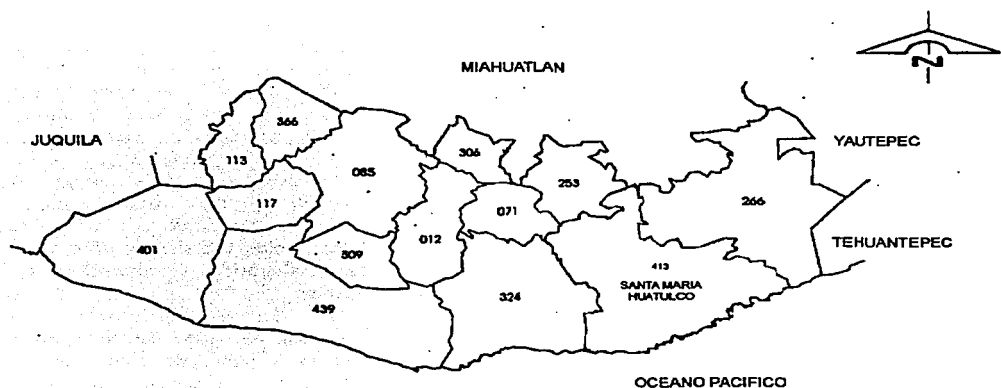 MIAHUATLAN
N
JUQUILA
YAUTEPEC
366
306
113
085
253
117
071
266
012
401
509
TEHUANTEPEC
413
SANTA MARIA
HUATULCO
324
439
OCEANO PACIFICO